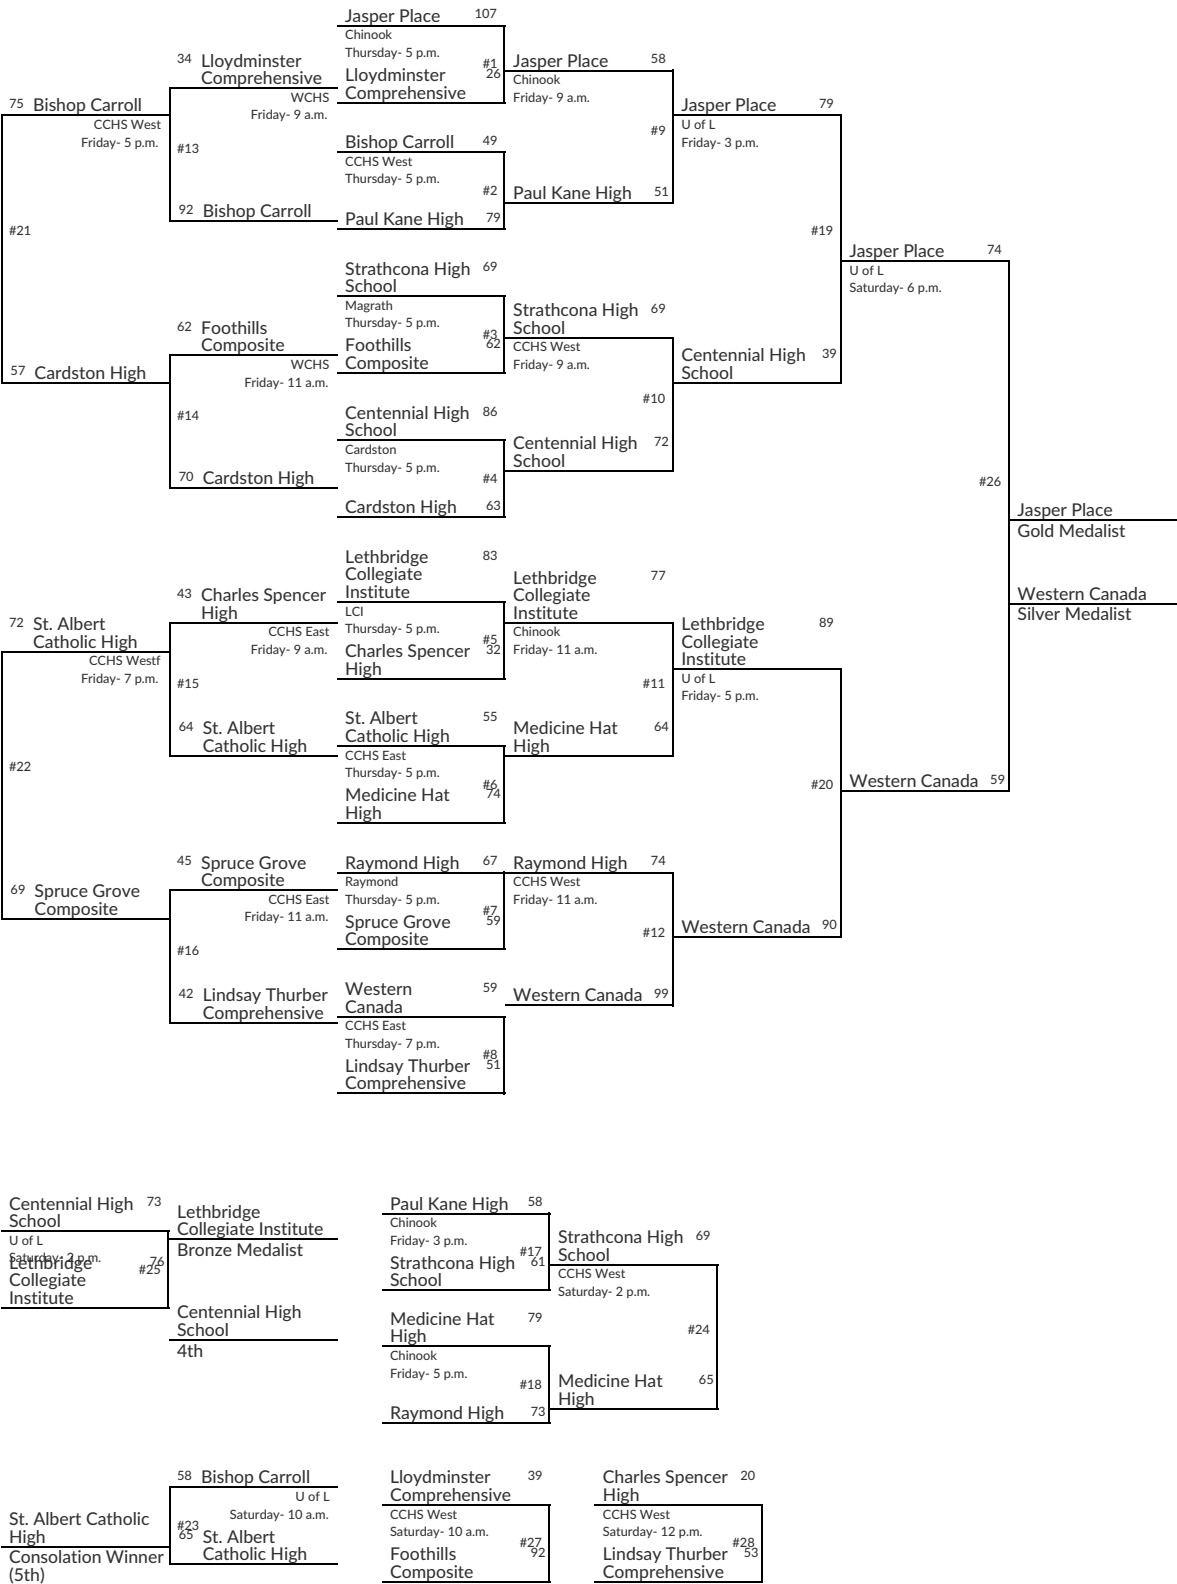 Jasper Place 107
Chinook
Thursday- 5 p.m.
#1
Lloydminster 26
Comprehensive
34 Lloydminster
Comprehensive
WCHS
Friday- 9 a.m.
Jasper Place 58
Chinook
Friday- 9 a.m.
75 Bishop Carroll
CCHS West
Friday- 5 p.m.
#13
Bishop Carroll 49
CCHS West
Thursday- 5 p.m.
#2
Paul Kane High 79
#9
Jasper Place 79
U of L
Friday- 3 p.m.
92 Bishop Carroll
Paul Kane High 51
#21
#19
Strathcona High 69
School
Magrath
Thursday- 5 p.m.
#3
Foothills 62
Composite
Jasper Place 74
U of L
Saturday- 6 p.m.
62 Foothills
Composite
WCHS
Friday- 11 a.m.
Strathcona High 69
School
CCHS West
Friday- 9 a.m.
57 Cardston High
Centennial High 39
School
#14
#10
Centennial High 86
School
Cardston
Thursday- 5 p.m.
#4
Cardston High 63
Centennial High 72
School
70 Cardston High
#26
Jasper Place
Gold Medalist
Western Canada
Silver Medalist
Lethbridge 83
Collegiate
Institute
LCI
Thursday- 5 p.m.
#5
Charles Spencer 32
High
43 Charles Spencer
High
CCHS East
Friday- 9 a.m.
Lethbridge 77
Collegiate
Institute
Chinook
Friday- 11 a.m.
72 St. Albert
Catholic High
CCHS Westf
Friday- 7 p.m.
Lethbridge 89
Collegiate
Institute
U of L
Friday- 5 p.m.
#15
#11
64 St. Albert
Catholic High
St. Albert 55
Catholic High
CCHS East
Thursday- 5 p.m.
#6
Medicine Hat 74
High
Medicine Hat 64
High
#22
#20
Western Canada 59
45 Spruce Grove
Composite
CCHS East
Friday- 11 a.m.
Raymond High 67
Raymond
Thursday- 5 p.m.
#7
Spruce Grove 59
Composite
Raymond High 74
CCHS West
Friday- 11 a.m.
69 Spruce Grove
Composite
#16
#12
Western Canada 90
42 Lindsay Thurber
Comprehensive
Western 59
Canada
CCHS East
Thursday- 7 p.m.
#8
Lindsay Thurber 51
Comprehensive
Western Canada 99
Centennial High 73
School
U of L
Saturday- 2 p.m.
#25
Lethbridge 76
Collegiate
Institute
Lethbridge
Collegiate Institute
Bronze Medalist
Centennial High
School
4th
Paul Kane High 58
Chinook
Friday- 3 p.m.
#17
Strathcona High 61
School
Strathcona High 69
School
CCHS West
Saturday- 2 p.m.
#24
Medicine Hat 79
High
Chinook
Friday- 5 p.m.
#18
Raymond High 73
Medicine Hat 65
High
58 Bishop Carroll
U of L
Saturday- 10 a.m.
#23
65 St. Albert
Catholic High
St. Albert Catholic
High
Consolation Winner
(5th)
Lloydminster 39
Comprehensive
CCHS West
Saturday- 10 a.m.
#27
Foothills 92
Composite
Charles Spencer 20
High
CCHS West
Saturday- 12 p.m.
#28
Lindsay Thurber 53
Comprehensive